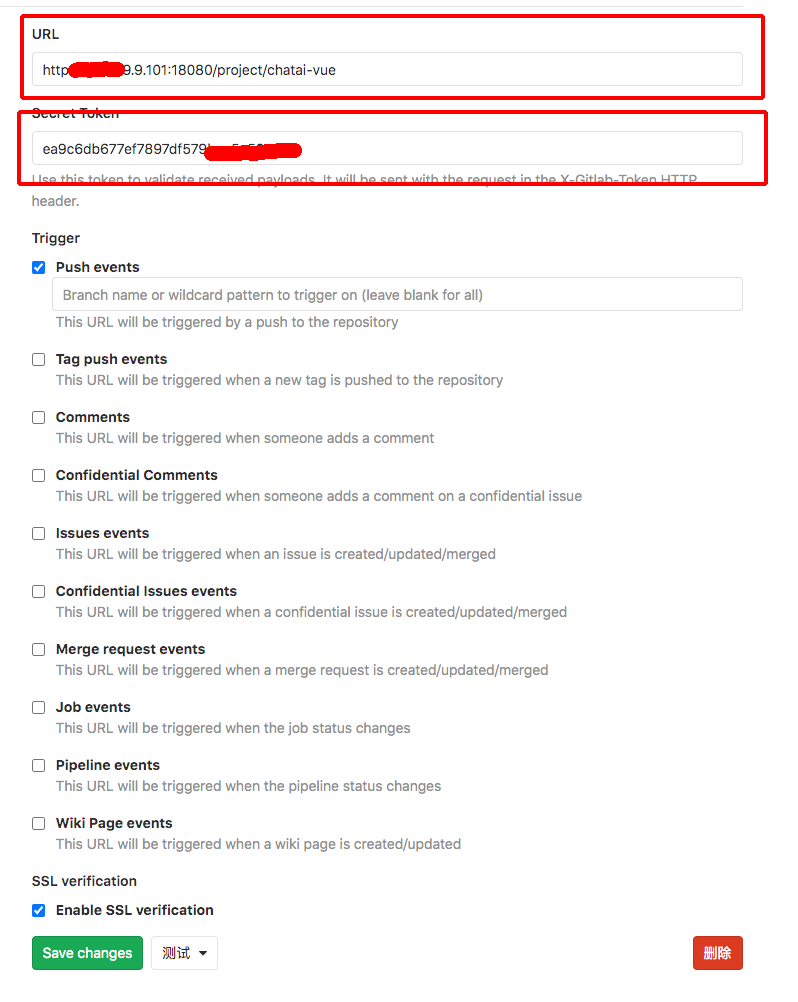 URL
http 9.9.101:18080/project/chatai-vue
Secret Token
ea9c6db677ef7897df579
Use this token to validate received payloads. It will be sent with the request in the X-Gitlab-Token HTTP
header.
Trigger
Push events
Branch name or wildcard pattern to trigger on (leave blank for all)
This URL will be triggered by a push to the repository
Tag push events
This URL will be triggered when a new tag is pushed to the repository
Comments
This URL will be triggered when someone adds a comment
Confidential Comments
This URL will be triggered when someone adds a comment on a confidential issue
Issues events
This URL will be triggered when an issue is created/updated/merged
Confidential Issues events
This URL will be triggered when a confidential issue is created/updated/merged
Merge request events
This URL will be triggered when a merge request is created/updated/merged
Job events
This URL will be triggered when the job status changes
Pipeline events
This URL will be triggered when the pipeline status changes
Wiki Page events
This URL will be triggered when a wiki page is created/updated
SSL verification
Enable SSL verification
Save changes 测试 删除